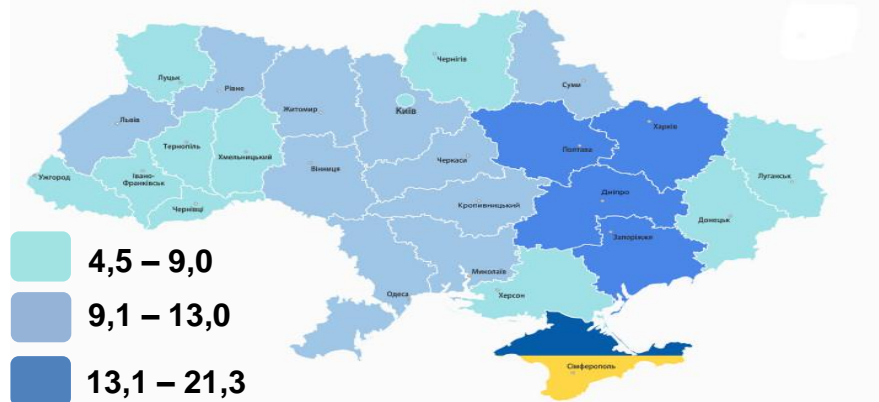 Чернігів
Луцьк
Рівне
Суми
Житомир
Київ
Львів
Харків
Тернопіль
Полтава
Хмельницький
Черкаси
Вінниця
Ужгород
Івано-
Франківськ
Луганськ
Дніпро
Кропивницький
Чернівці
Донецьк
Запоріжжя
4,5 – 9,0
Миколаїв
Одеса
Херсон
9,1 – 13,0
Сімферополь
13,1 – 21,3